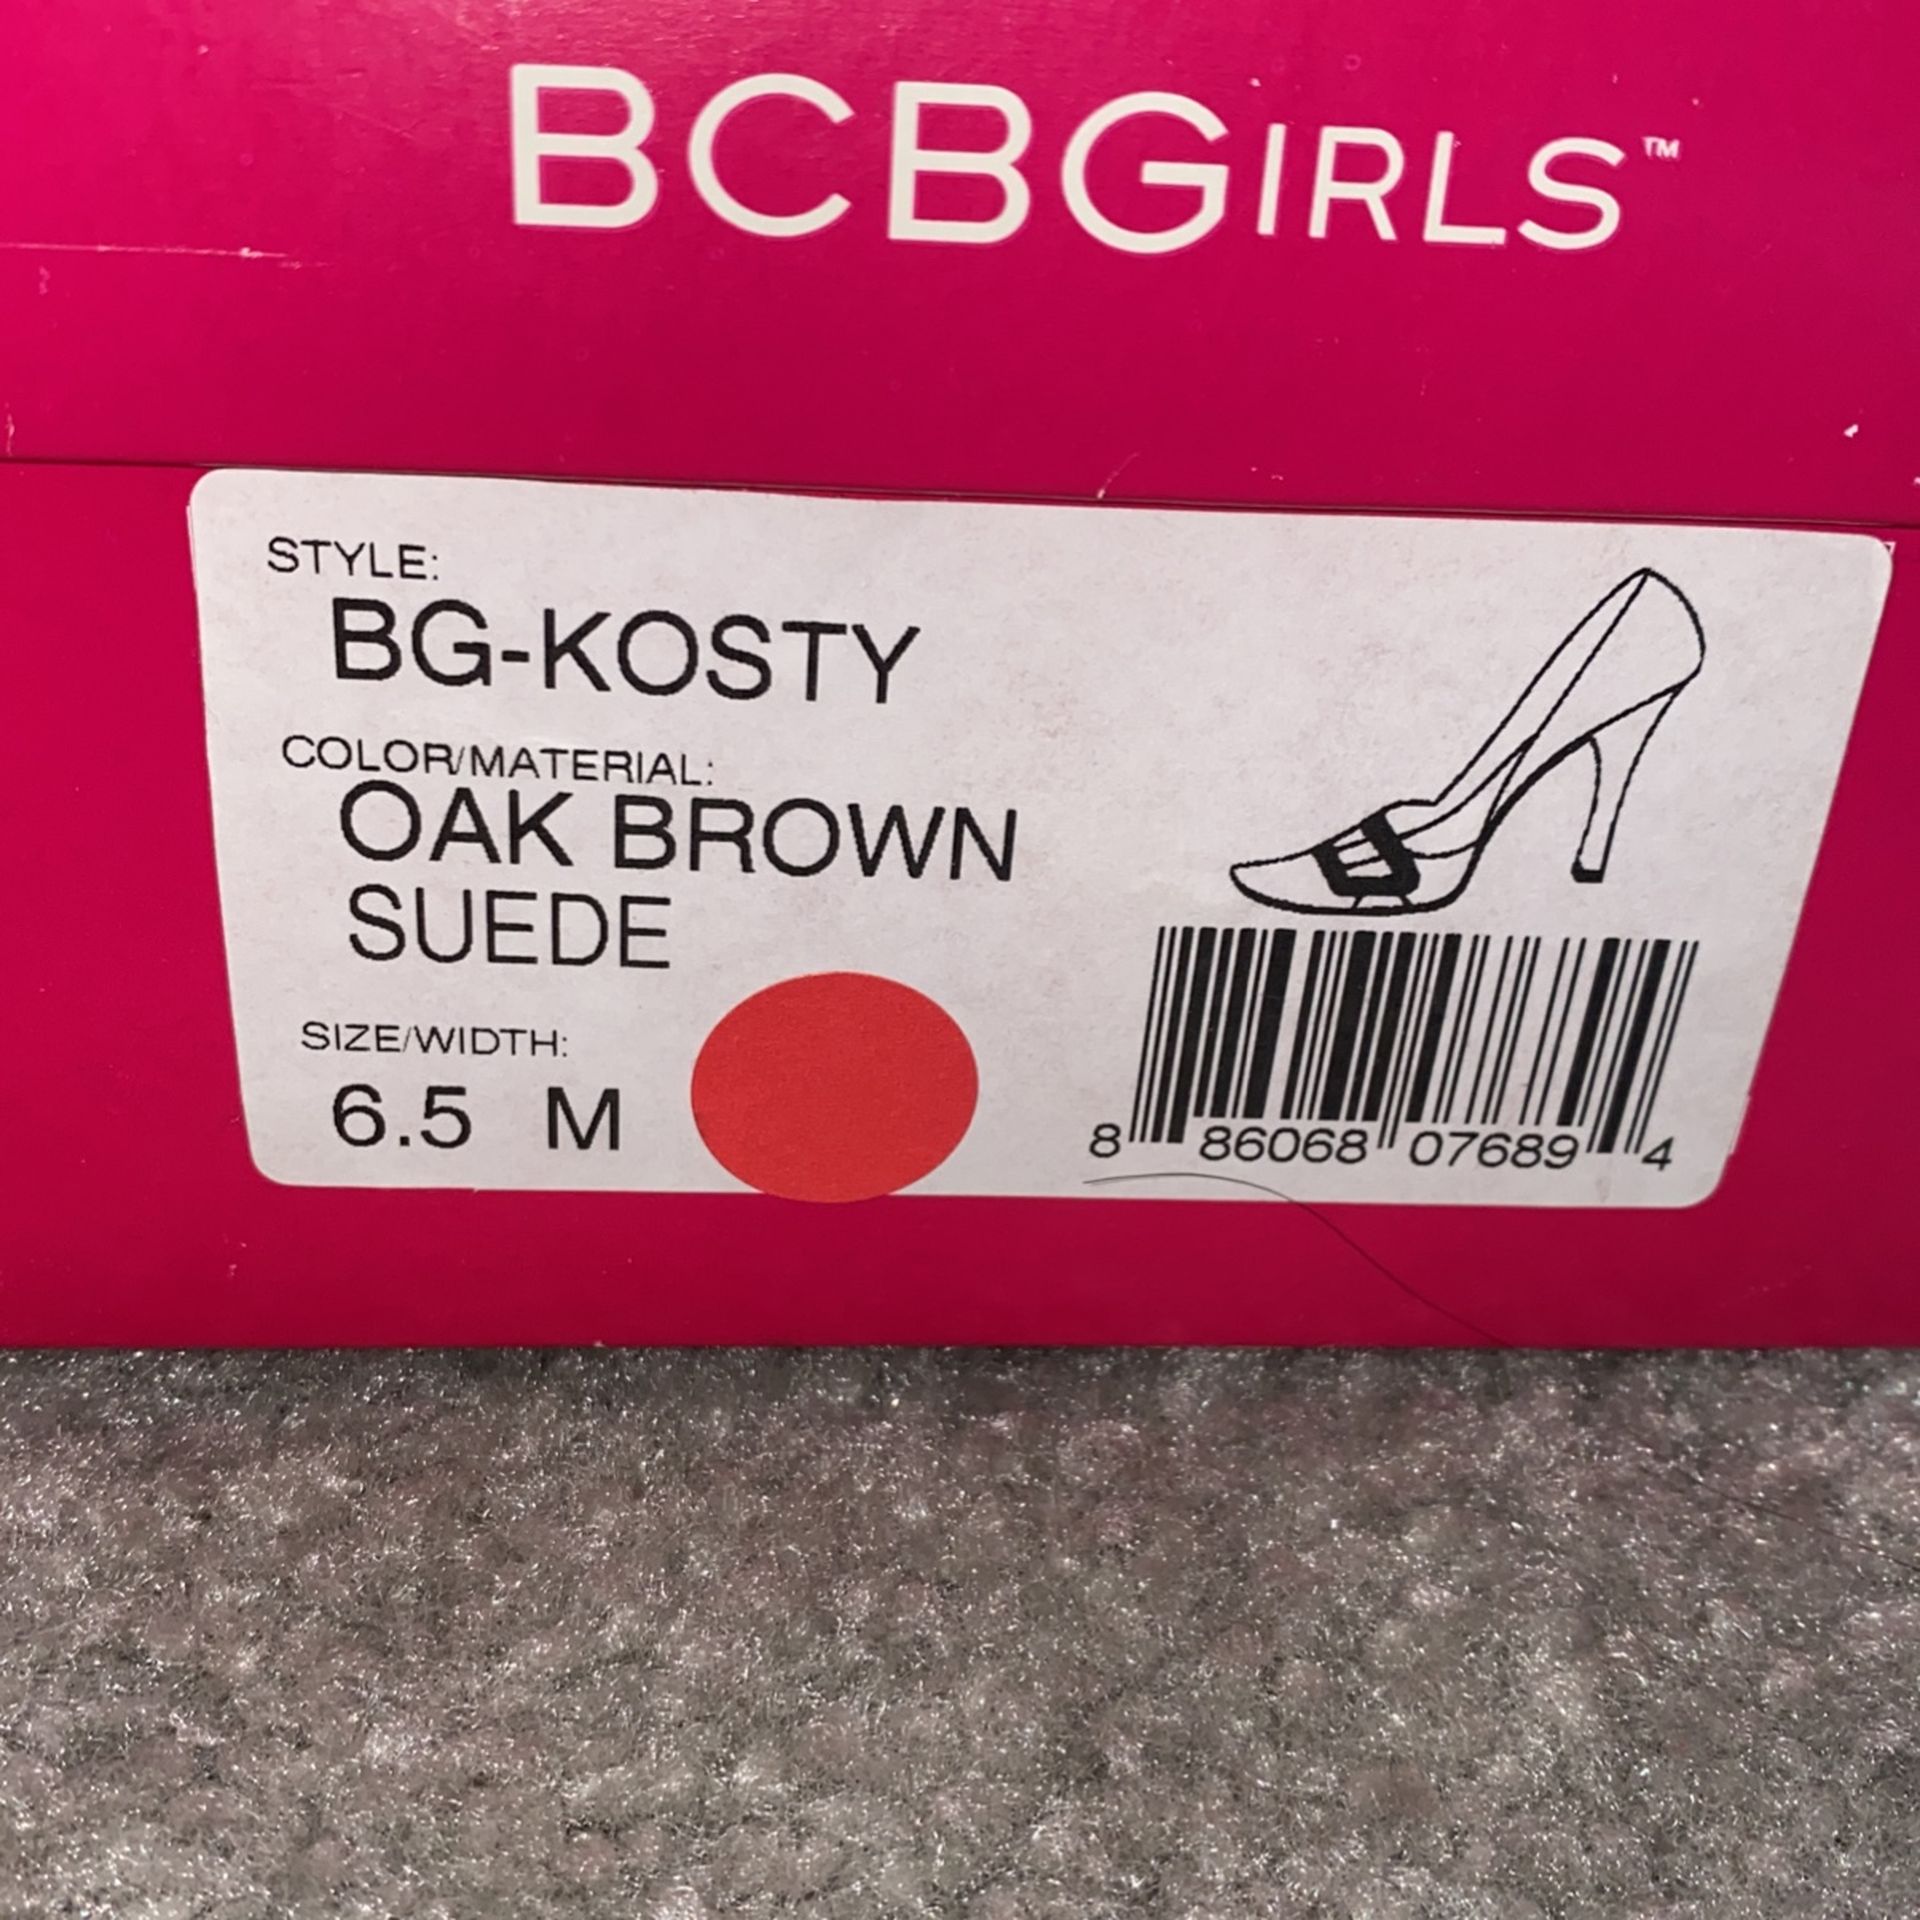 BCBGIRLS™
STYLE:
BG-KOSTY
COLOR/MATERIAL:
OAK BROWN
SUEDE
SIZE/WIDTH:
6.5 M
8 86068 07689 4